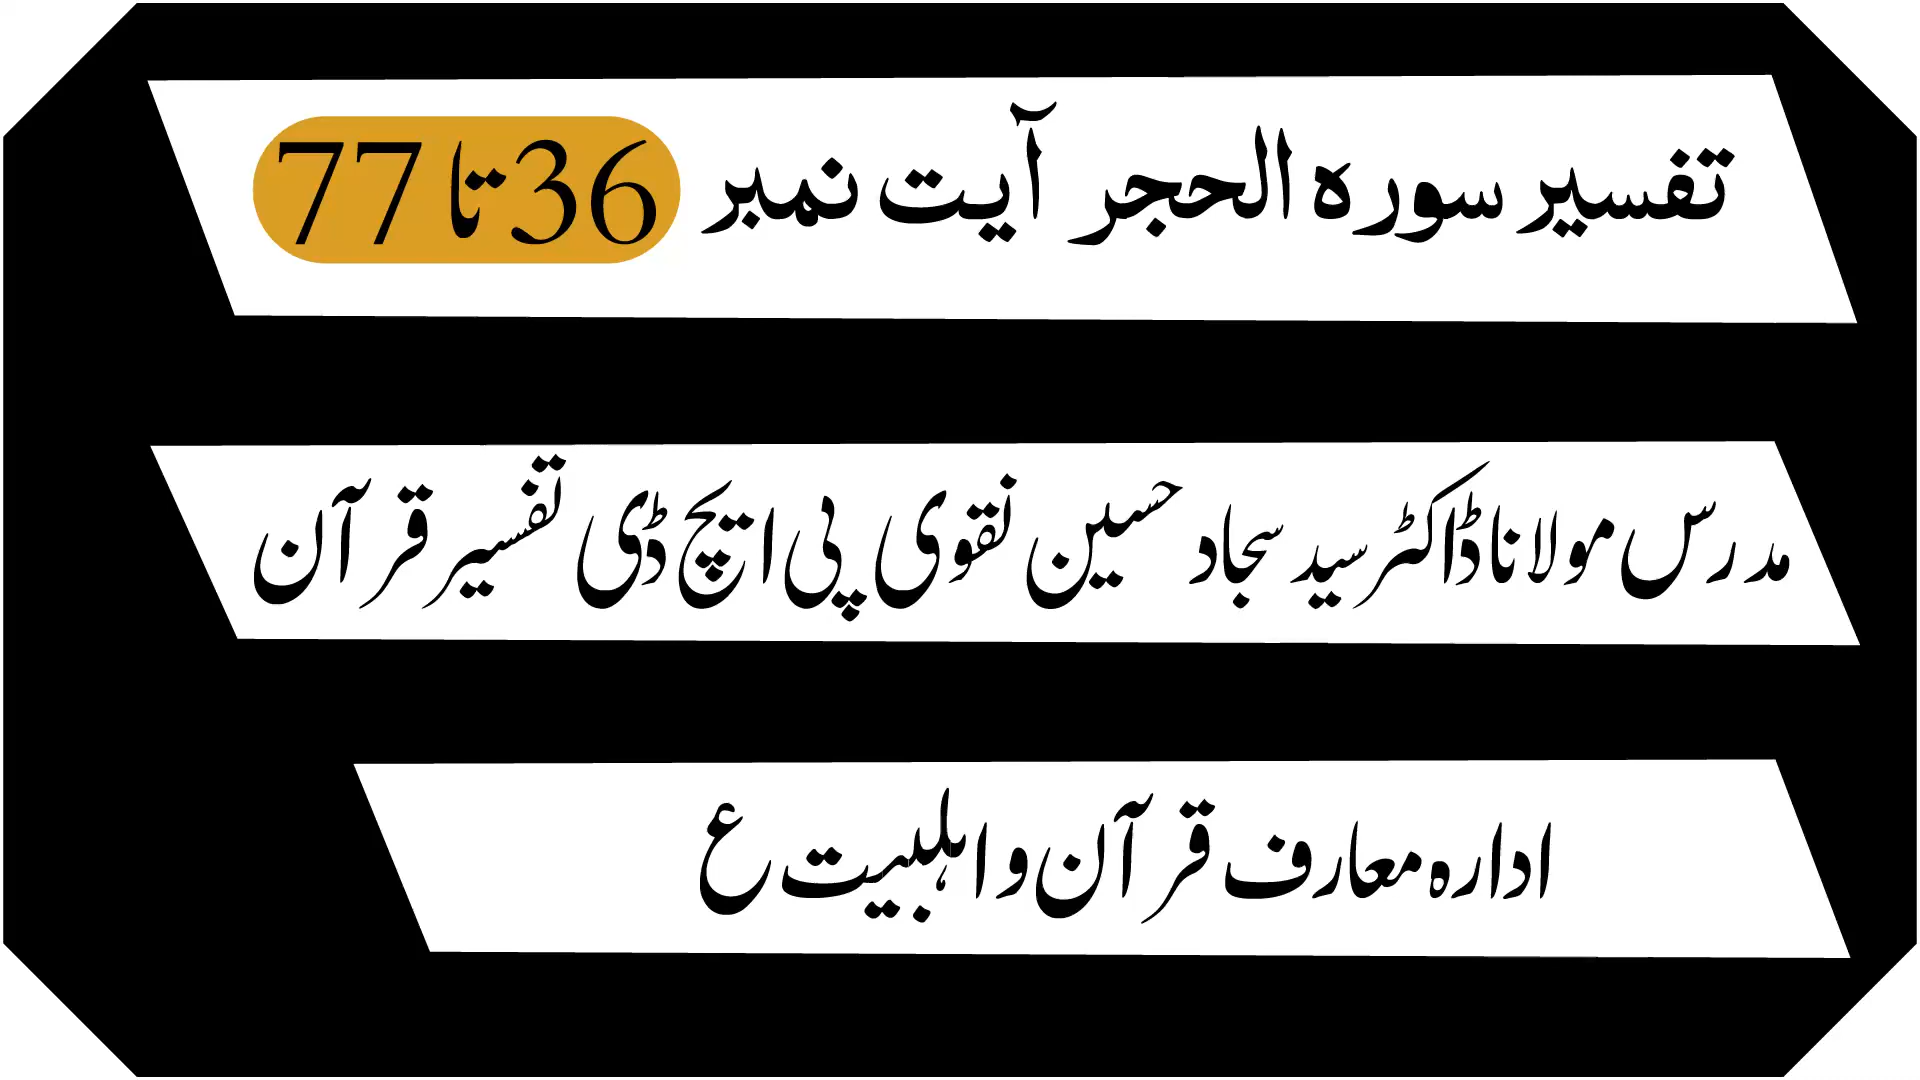 تفسیر سورہ الحجر آیت نمبر 36 تا 77
مدرس مولانا ڈاکٹر سید سجاد حسین نقوی پی ایچ ڈی تفسیر قرآن
ادارہ معارف قرآن و اہلبیت ع